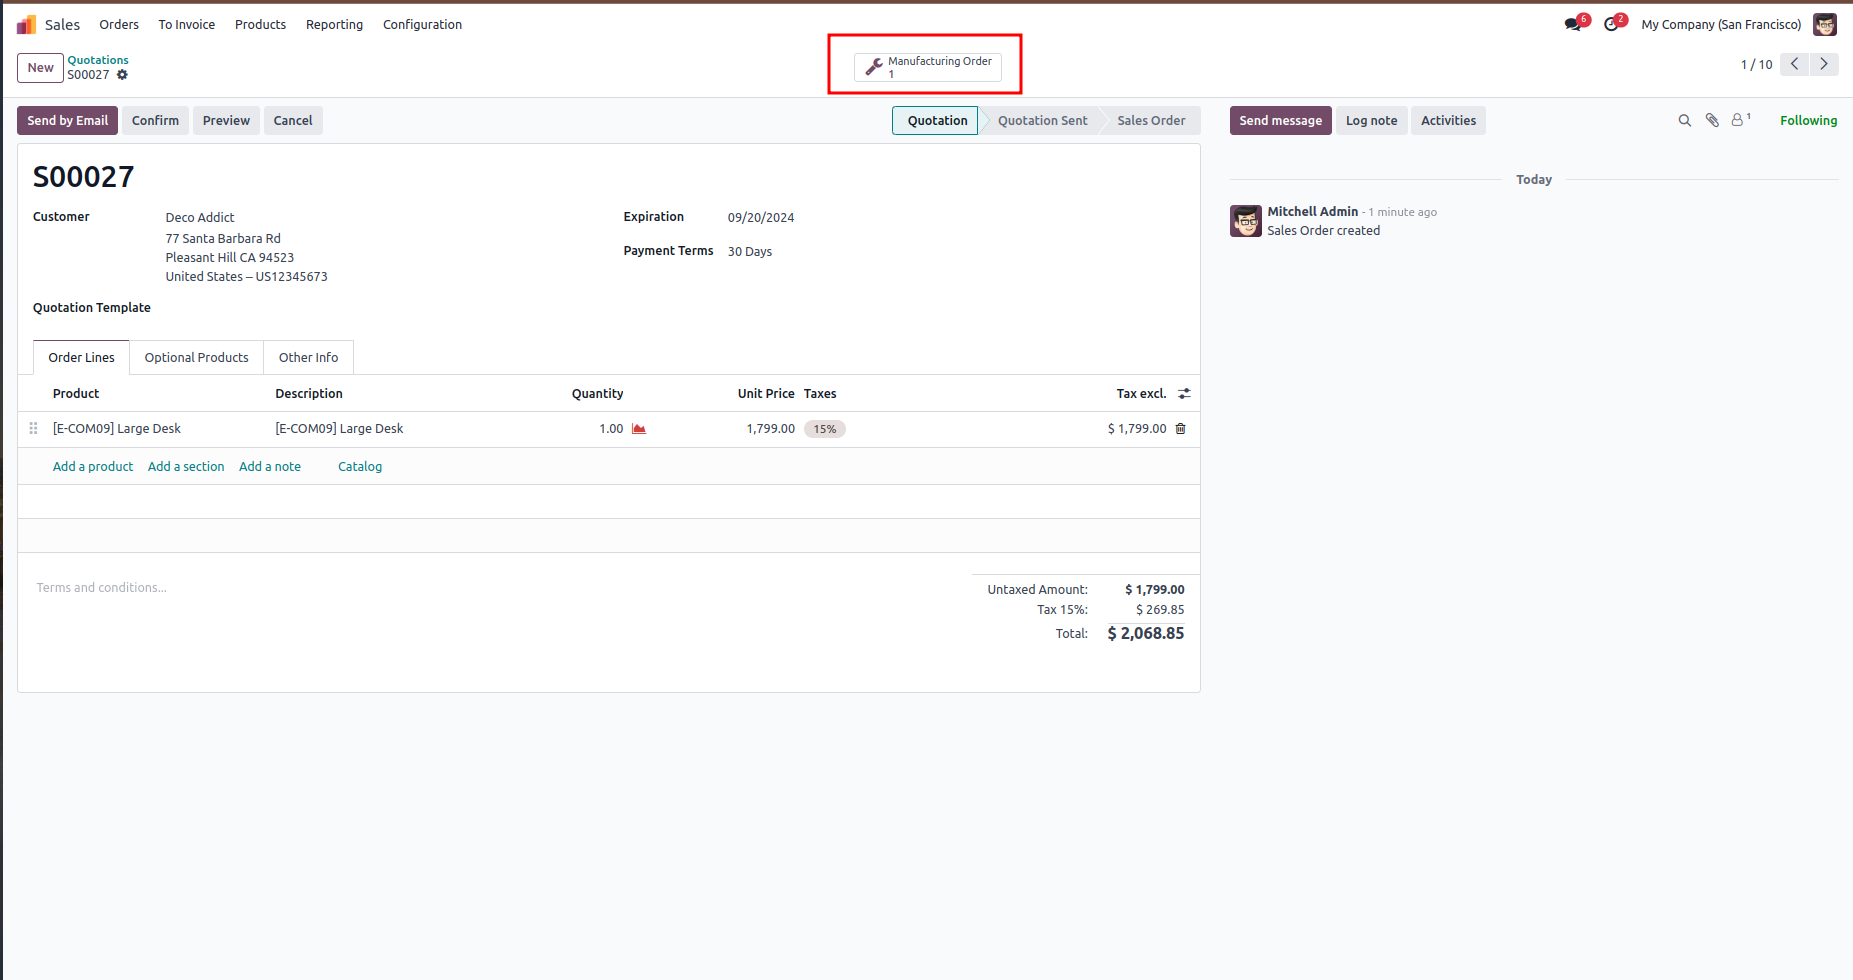 Sales Orders To Invoice Products Reporting Configuration 6 2 My Company (San Francisco)
New Quotations
S00027
Manufacturing Order
1
1 / 10
Send by Email Confirm Preview Cancel Quotation Quotation Sent Sales Order Send message Log note Activities 1 Following
S00027
Today
Customer Deco Addict Expiration 09/20/2024
77 Santa Barbara Rd
Pleasant Hill CA 94523 Payment Terms 30 Days
United States – US12345673
Mitchell Admin - 1 minute ago
Sales Order created
Quotation Template
Order Lines Optional Products Other Info
Product Description Quantity Unit Price Taxes Tax excl.
[E-COM09] Large Desk [E-COM09] Large Desk 1.00 1,799.00 15% $ 1,799.00
Add a product Add a section Add a note Catalog
Terms and conditions...
Untaxed Amount: $ 1,799.00
Tax 15%: $ 269.85
Total: $ 2,068.85